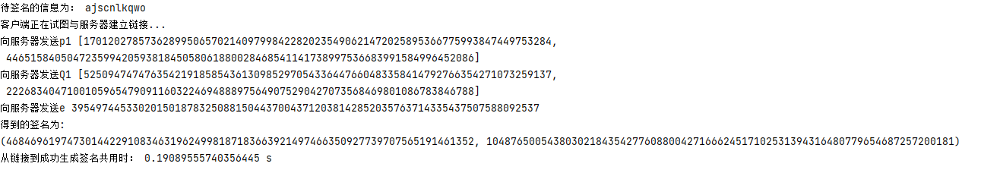 待签名的信息为： ajscnlkqwo
客户端正在试图与服务器建立链接...
向服务器发送p1 [17012027857362899506570214097998422820235490621472025895366775993847449753284,
44651584050472359942059381845058061880028468541141738997536683991584996452086]
向服务器发送Q1 [52509474747635421918585436130985297054336447660483358414792766354271073259137,
22268340471001059654790911603224694888975649075290427073568469801086783846788]
向服务器发送e 39549744533020150187832508815044370043712038142852035763714335437507588092537
得到的签名为:
(46846961974730144229108346319624998187183663921497466350927739707565191461352, 104876500543803021843542776088004271666245171025313943164807796546872572​00181)
从链接到成功生成签名共用时： 0.19089555740356445 s